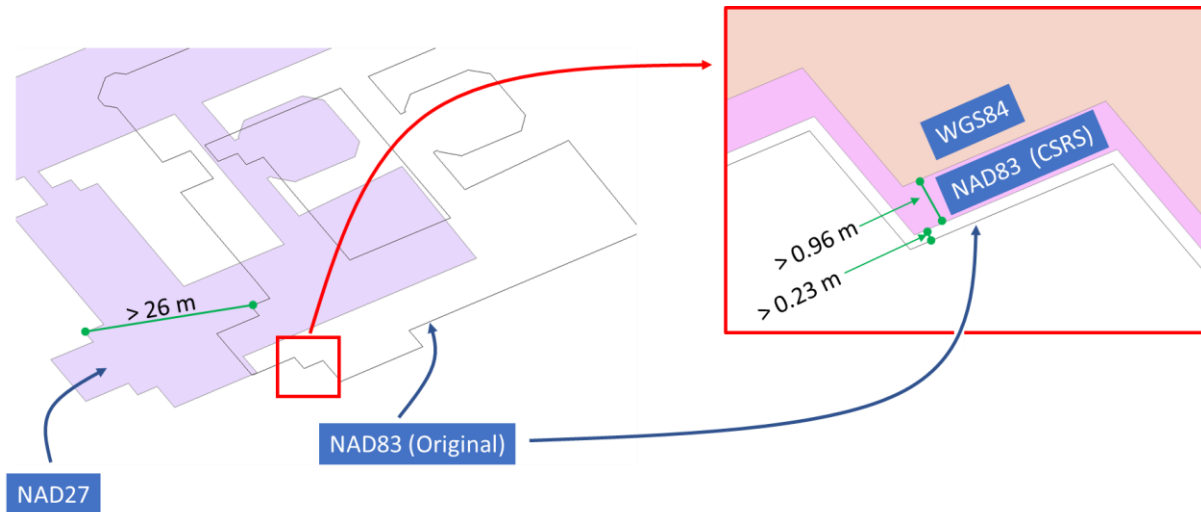 > 26 m
NAD27
NAD83 (Original)
WGS84
NAD83 (CSRS)
> 0.96 m
> 0.23 m